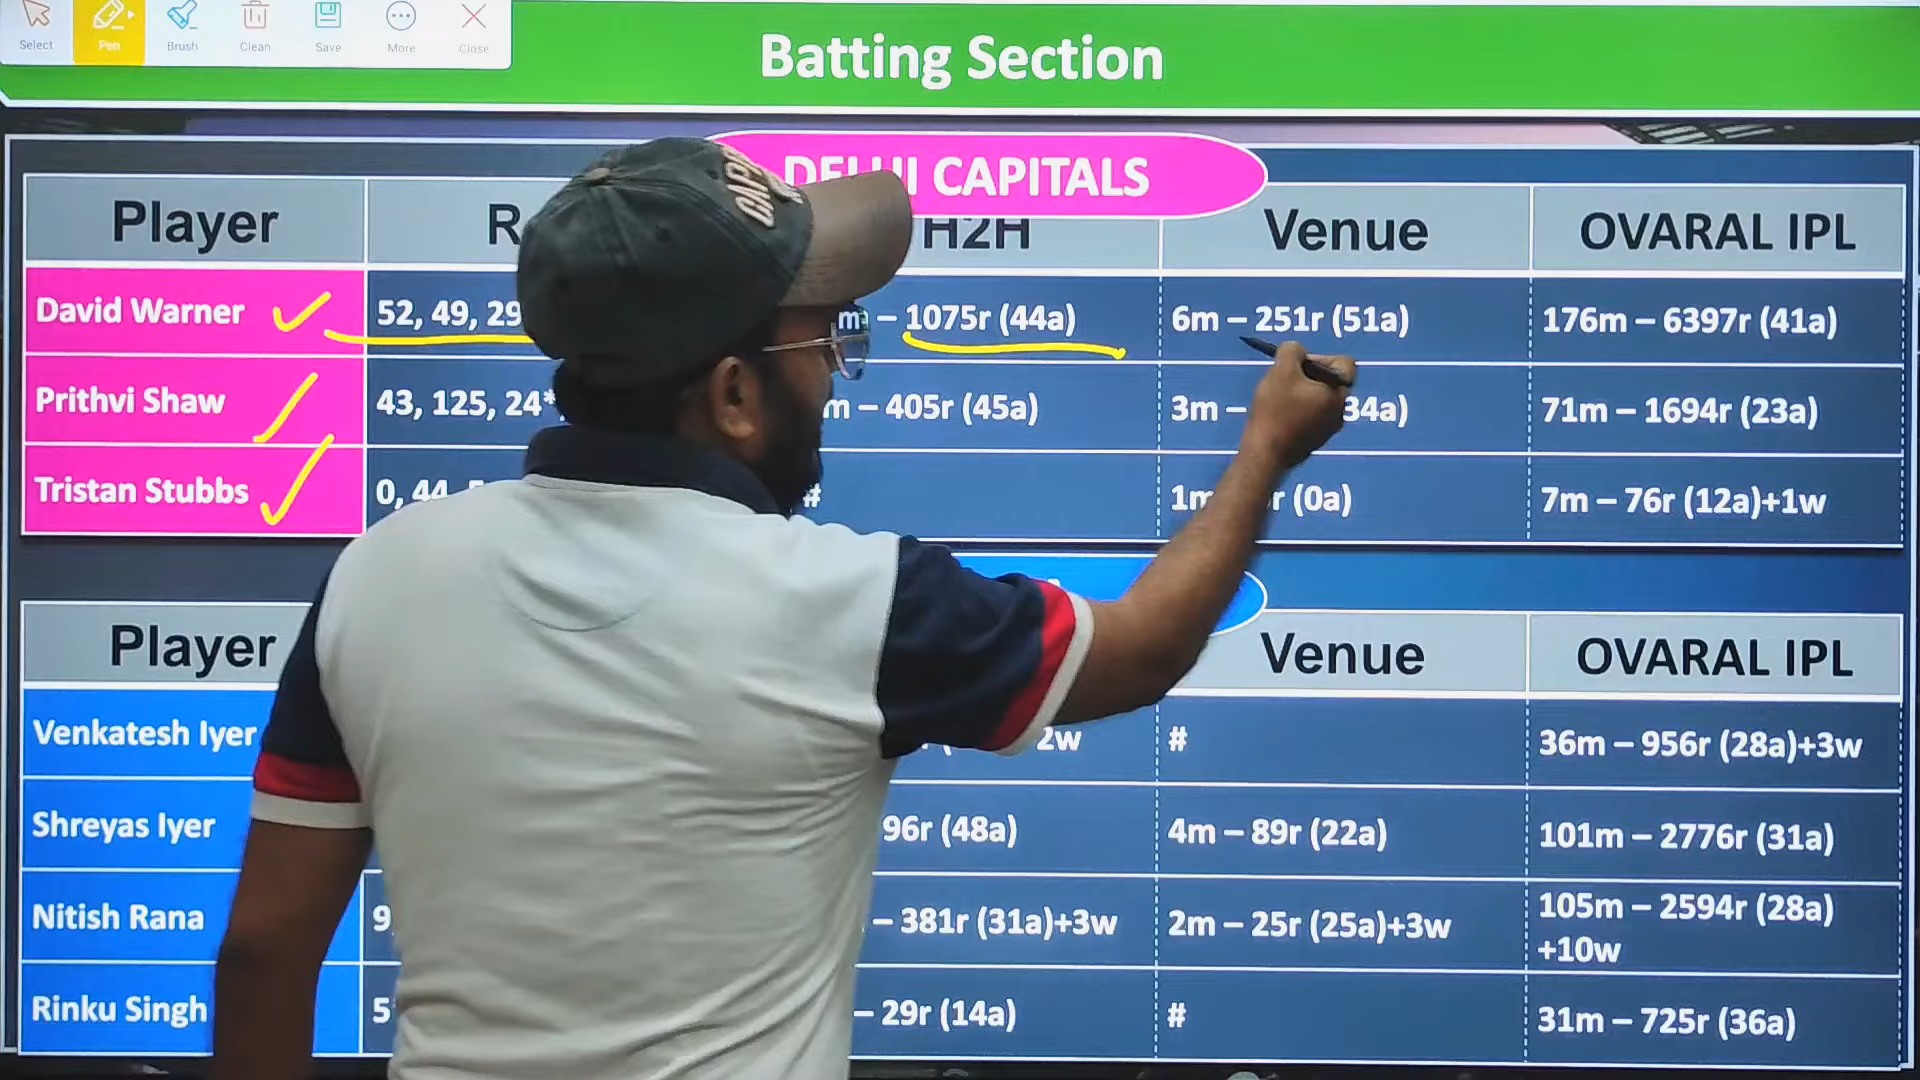 Select
Pen
Brush
Clean
Save
More
Close
Batting Section
CAPITALS
Player H2H Venue OVARAL IPL
David Warner 52, 49, 29 – 1075r (44a) 6m – 251r (51a) 176m – 6397r (41a)
Prithvi Shaw 43, 125, 24* – 405r (45a) 3m – 34a) 71m – 1694r (23a)
Tristan Stubbs 0, 44, # (0a) 7m – 76r (12a)+1w
Player Venue OVARAL IPL
Venkatesh Iyer 2w # 36m – 956r (28a)+3w
Shreyas Iyer 96r (48a) 4m – 89r (22a) 101m – 2776r (31a)
Nitish Rana – 381r (31a)+3w 2m – 25r (25a)+3w 105m – 2594r (28a)
+10w
Rinku Singh – 29r (14a) # 31m – 725r (36a)